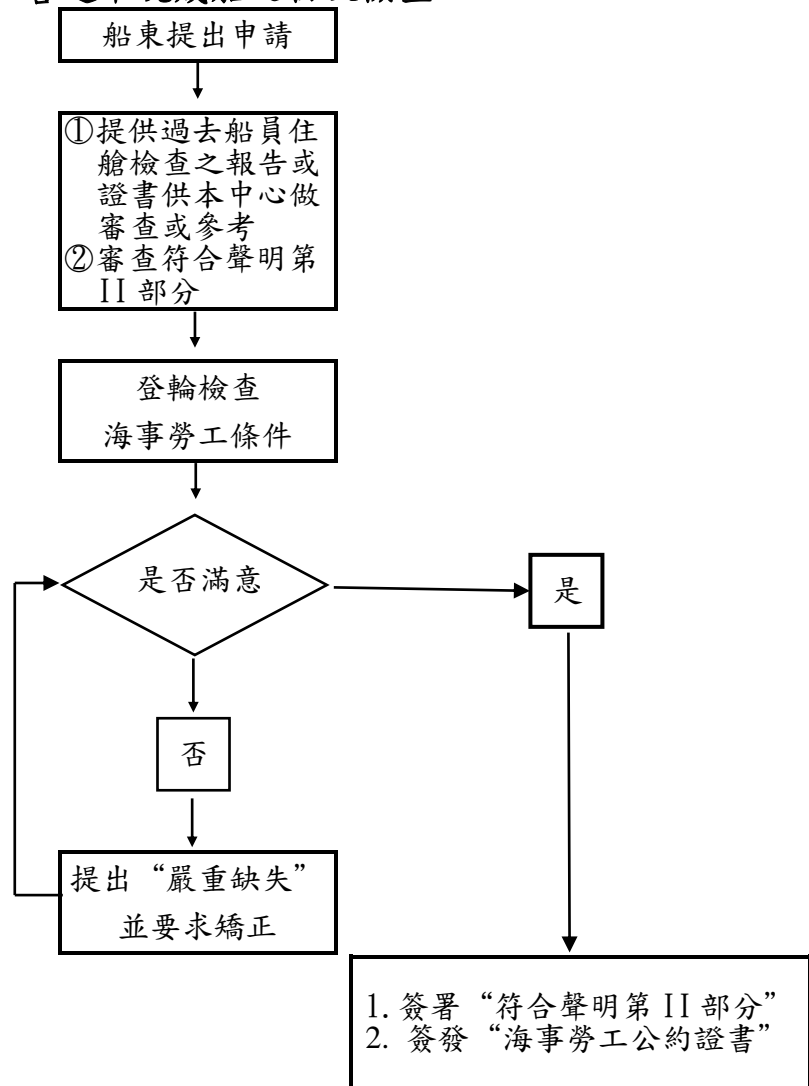 船東提出申請
①提供過去船員住
艙檢查之報告或
證書供本中心做
審查或參考
②審查符合聲明第
II 部分
登輪檢查
海事勞工條件
是否滿意
是
否
提出“嚴重缺失”
並要求矯正
1. 簽署“符合聲明第 II 部分”
2. 簽發“海事勞工公約證書”